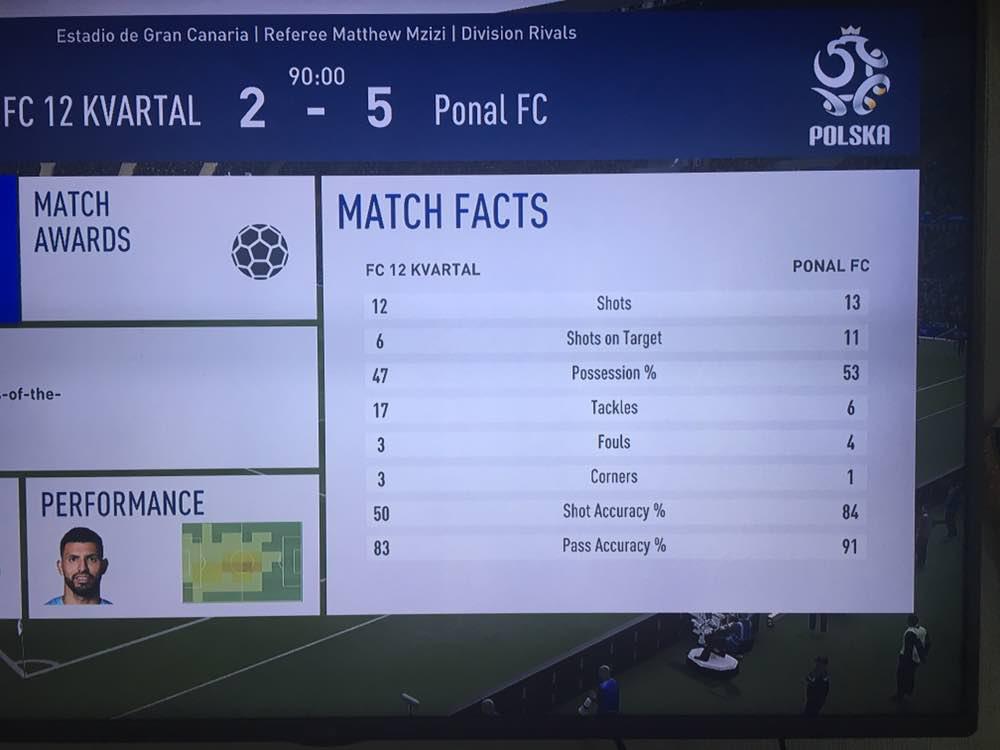 Estadio de Gran Canaria | Referee Matthew Mzizi | Division Rivals
90:00
FC 12 KVARTAL 2 - 5 Ponal FC
POLSKA
MATCH
AWARDS
-of-the-
PERFORMANCE
MATCH FACTS
FC 12 KVARTAL PONAL FC
12 Shots 13
6 Shots on Target 11
47 Possession % 53
17 Tackles 6
3 Fouls 4
3 Corners 1
50 Shot Accuracy % 84
83 Pass Accuracy % 91